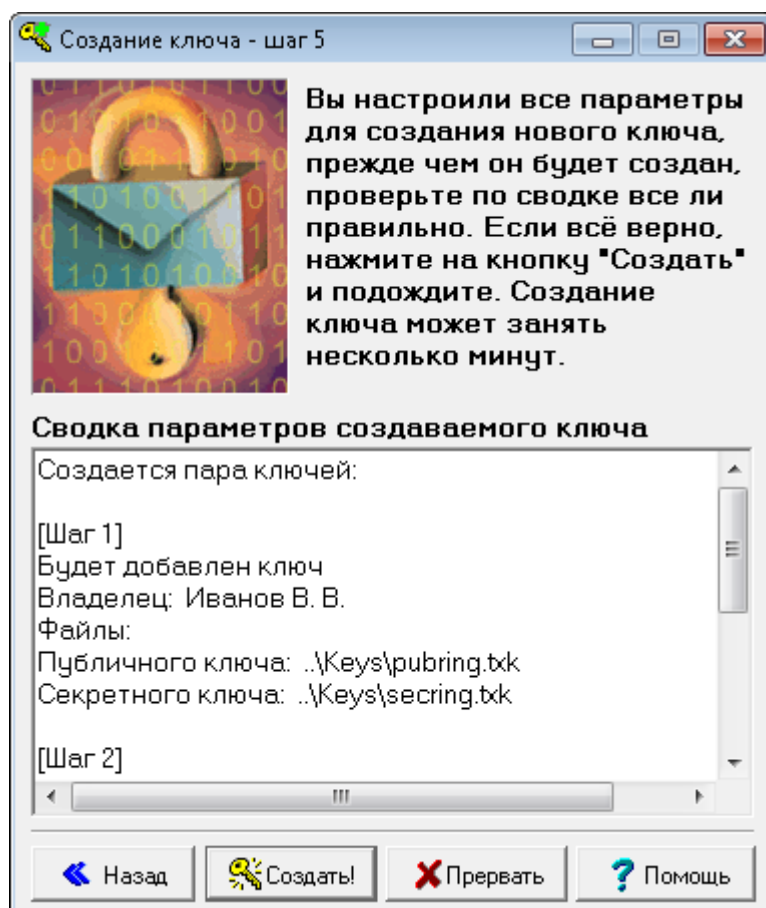 Создание ключа - шаг 5
Вы настроили все параметры
для создания нового ключа,
прежде чем он будет создан,
проверьте по сводке все ли
правильно. Если всё верно,
нажмите на кнопку "Создать"
и подождите. Создание
ключа может занять
несколько минут.
Сводка параметров создаваемого ключа
Создается пара ключей:
[Шаг 1]
Будет добавлен ключ
Владелец: Иванов В. В.
Файлы:
Публичного ключа: ..\Keys\pubring.txk
Секретного ключа: ..\Keys\secring.txk
[Шаг 2]
Назад
Создать!
Прервать
Помощь